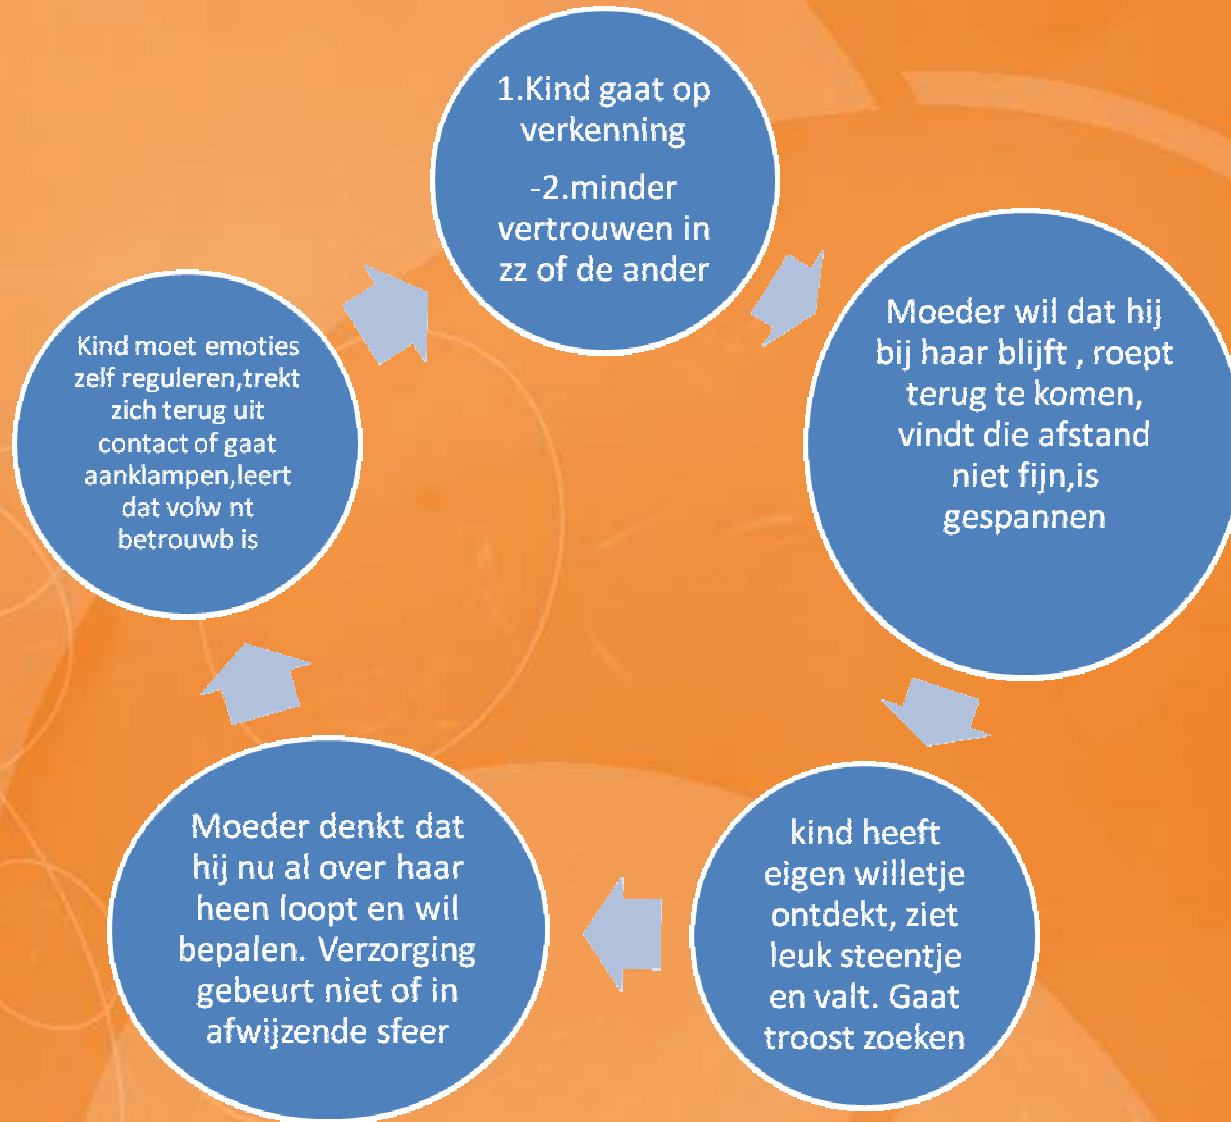 1.Kind gaat op
verkenning
-2.minder
vertrouwen in
zz of de ander
Moeder wil dat hij
bij haar blijft , roept
terug te komen,
vindt die afstand
niet fijn,is
gespannen
kind heeft
eigen willetje
ontdekt, ziet
leuk steentje
en valt. Gaat
troost zoeken
Moeder denkt dat
hij nu al over haar
heen loopt en wil
bepalen. Verzorging
gebeurt niet of in
afwijzende sfeer
Kind moet emoties
zelf reguleren,trekt
zich terug uit
contact of gaat
aanklampen,leert
dat volw nt
betrouwb is